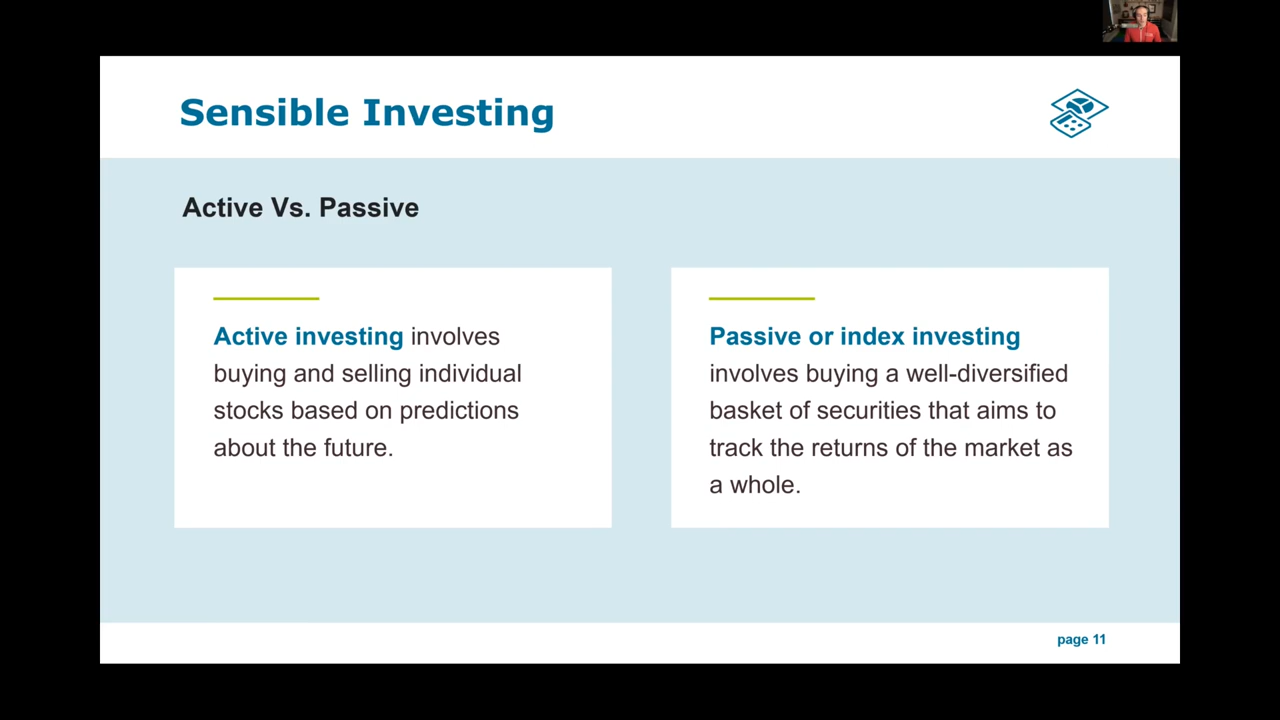 Sensible Investing
Active Vs. Passive
Active investing involves
buying and selling individual
stocks based on predictions
about the future.
Passive or index investing
involves buying a well-diversified
basket of securities that aims to
track the returns of the market as
a whole.
page 11